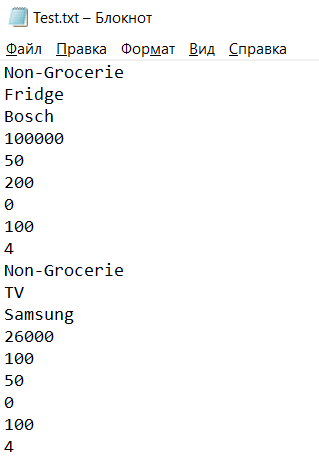 Test.txt – Блокнот
Файл Правка Формат Вид Справка
Non-Grocerie
Fridge
Bosch
100000
50
200
0
100
4
Non-Grocerie
TV
Samsung
26000
100
50
0
100
4